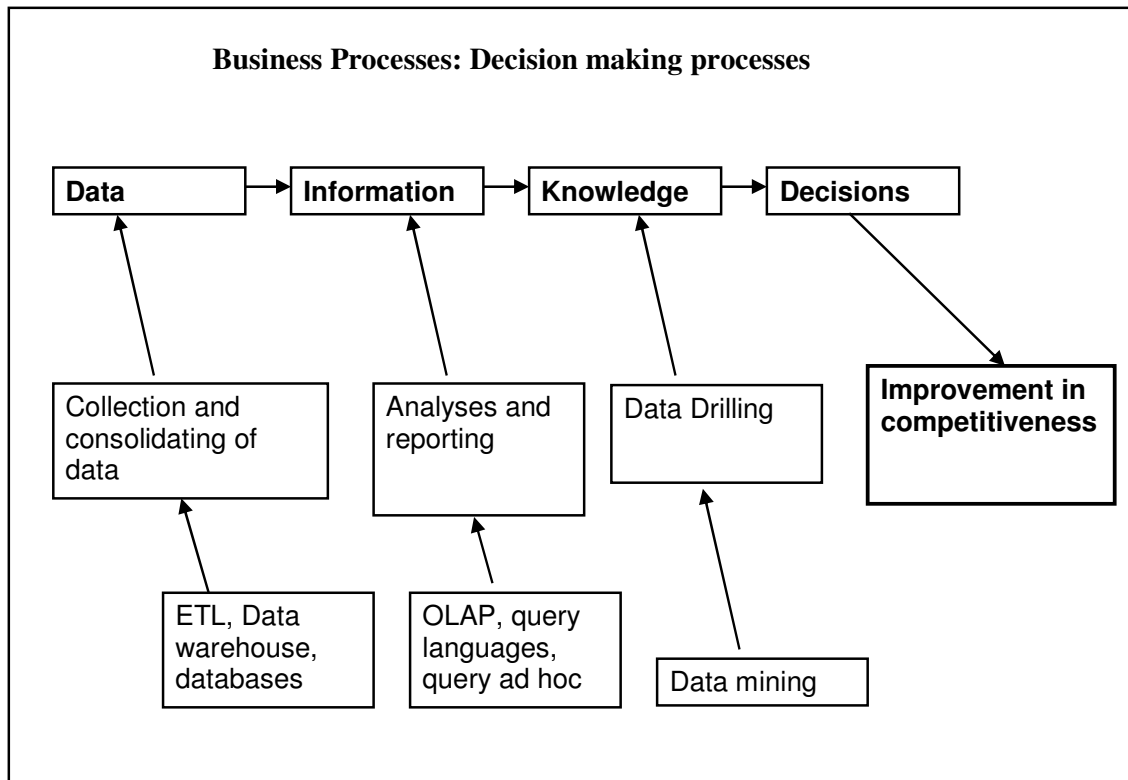 Business Processes: Decision making processes
Data
Information
Knowledge
Decisions
Collection and
consolidating of
data
Analyses and
reporting
Data Drilling
Improvement in
competitiveness
ETL, Data
warehouse,
databases
OLAP, query
languages,
query ad hoc
Data mining